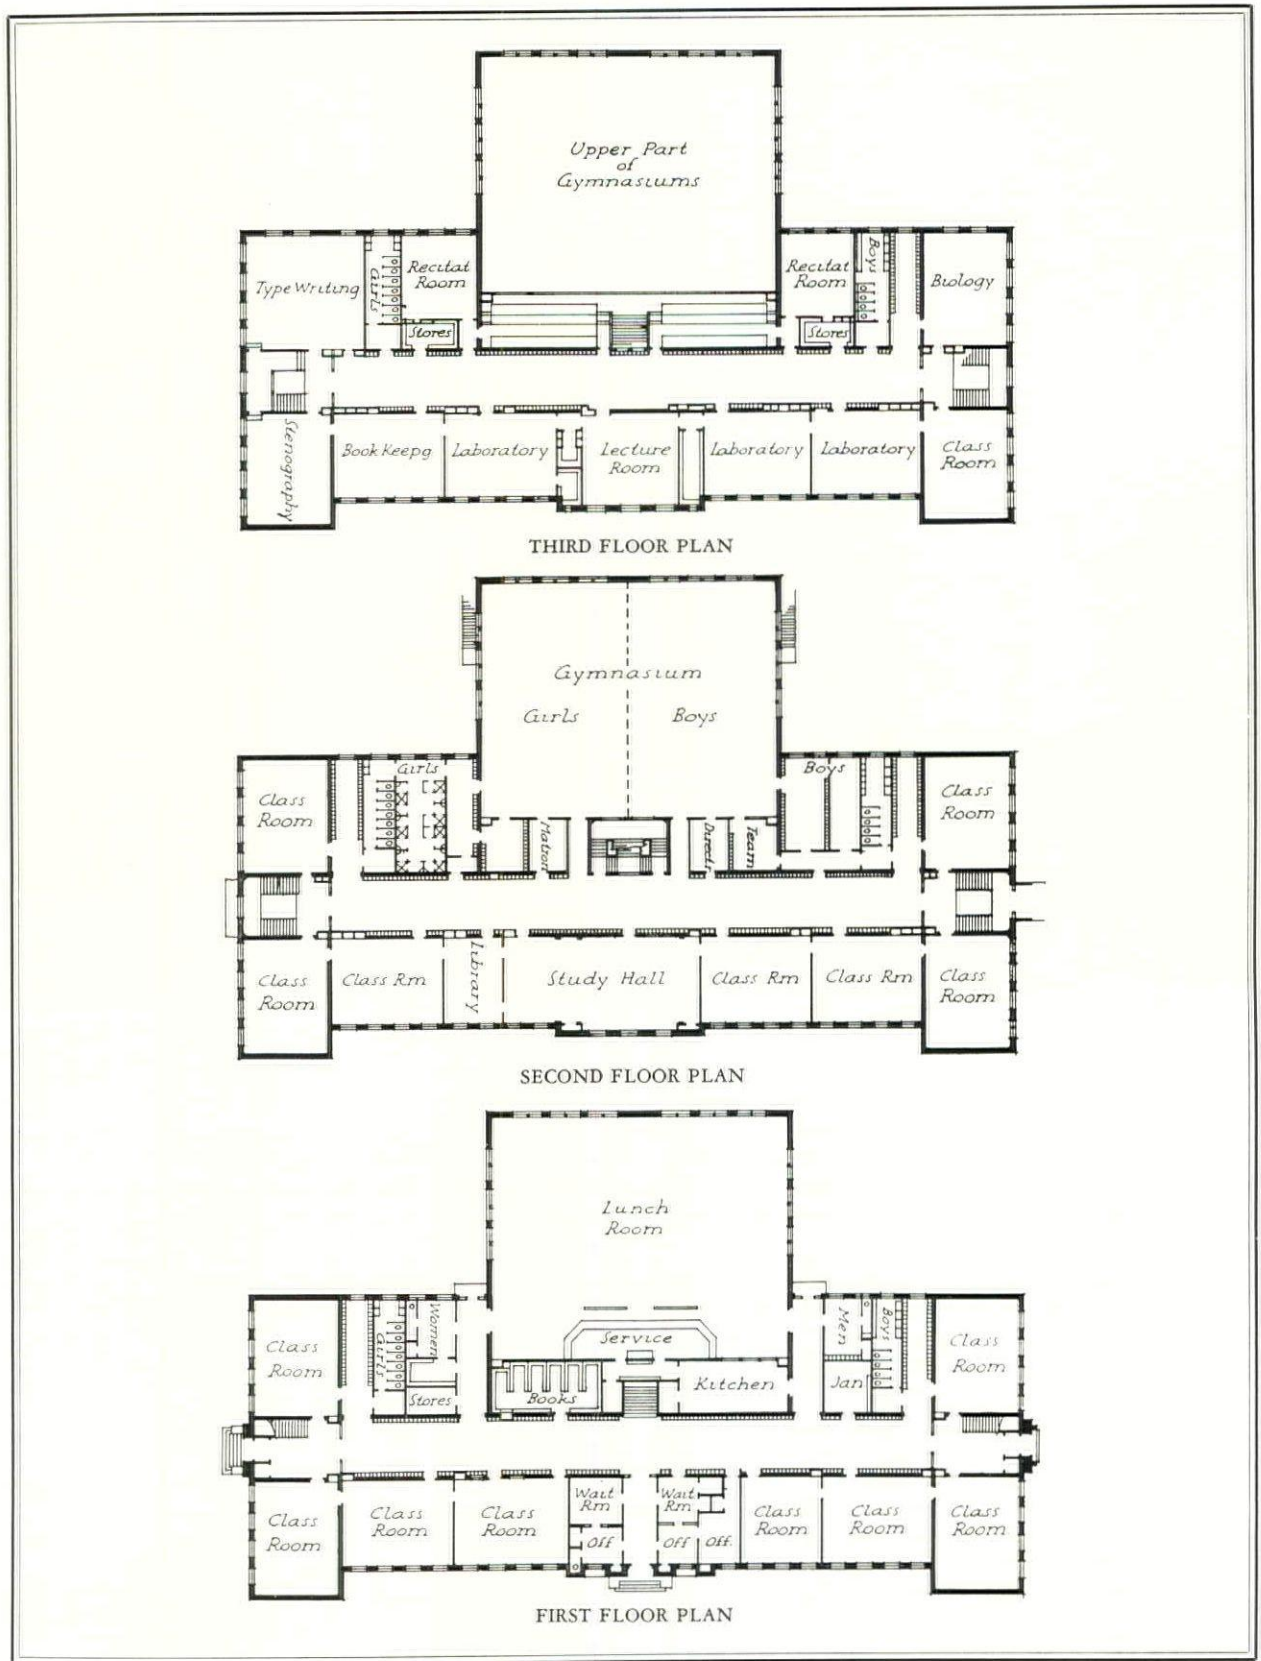 Upper Part
of
Gymnasiums
Type Writing
Girls
Recitat
Room
Stores
Recitat
Room
Stores
Boys
Biology
Stenography
Book Keepg
Laboratory
Lecture
Room
Laboratory
Laboratory
Class
Room
THIRD FLOOR PLAN
Gymnasium
Girls
Boys
Class
Room
Girls
Matron
Directr
Team
Boys
Class
Room
Class
Room
Class Rm
Library
Study Hall
Class Rm
Class Rm
Class
Room
SECOND FLOOR PLAN
Lunch
Room
Service
Class
Room
Girls
Women
Stores
Books
Kitchen
Men
Jan
Boys
Class
Room
Class
Room
Class
Room
Class
Room
Wait
Rm
Off
Wait
Rm
Off
Off.
Class
Room
Class
Room
Class
Room
FIRST FLOOR PLAN